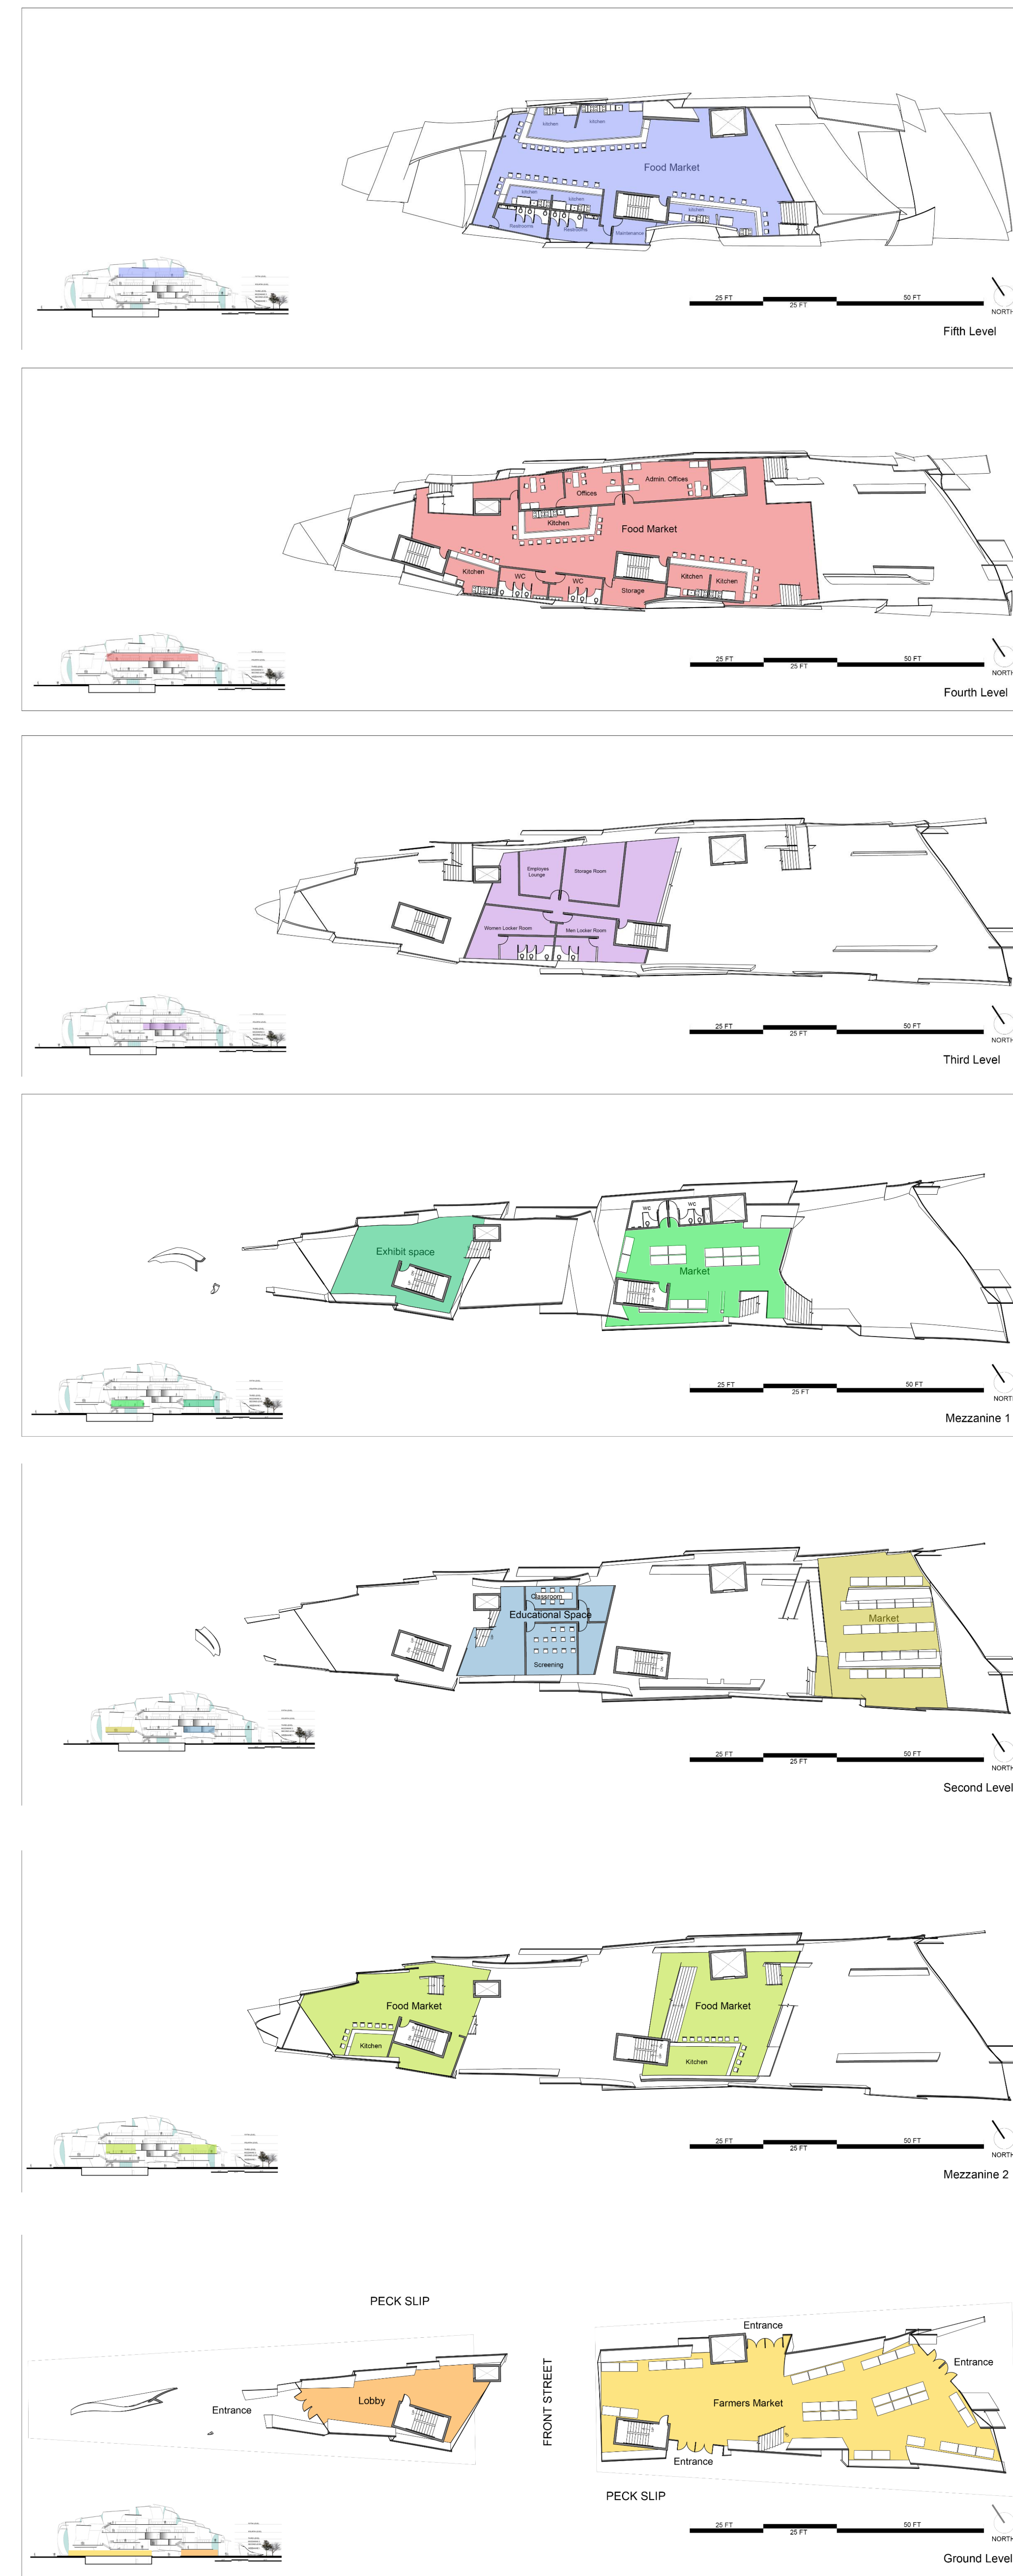 kitchen
kitchen
Food Market
kitchen
kitchen
kitchen
Restrooms
Restrooms
Maintenance
25 FT
50 FT
25 FT
NORTH
Fifth Level
Admin. Offices
Offices
Kitchen
Food Market
Kitchen
WC
WC
Kitchen
Kitchen
Storage
25 FT
50 FT
25 FT
NORTH
Fourth Level
Employee
Lounge
Storage Room
Women Locker Room
Men Locker Room
25 FT
50 FT
25 FT
NORTH
Third Level
WC
WC
Exhibit space
Market
25 FT
50 FT
25 FT
NORT
Mezzanine 1
Classroom
Educational Space
Market
Screening
25 FT
50 FT
25 FT
NORTH
Second Level
Food Market
Food Market
Kitchen
Kitchen
25 FT
50 FT
25 FT
NORTH
Mezzanine 2
PECK SLIP
Entrance
Entrance
Lobby
Farmers Market
Entrance
FRONT STREET
Entrance
PECK SLIP
25 FT
50 FT
25 FT
NORTH
Ground Level